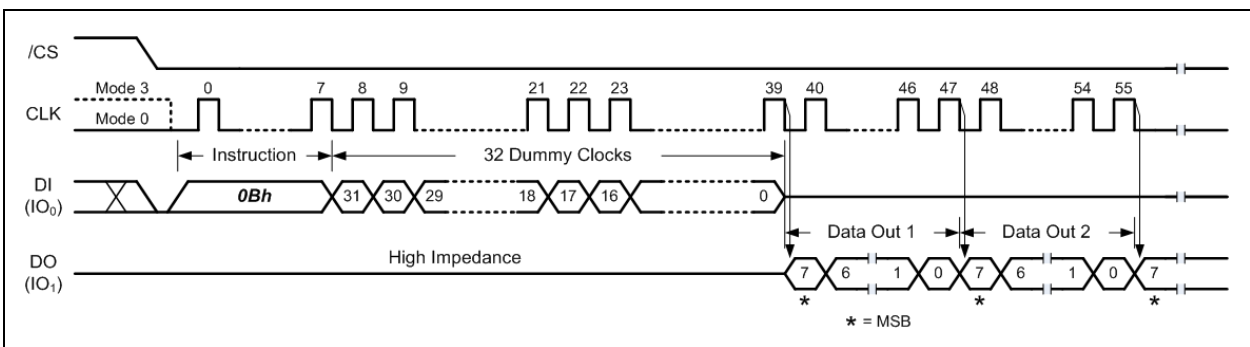 /CS
Mode 3 0 7 8 9 21 22 23 39 40 46 47 48 54 55
CLK
Mode 0
Instruction 32 Dummy Clocks
DI
(IO₀)
0Bh 31 30 29 18 17 16 0
Data Out 1 Data Out 2
DO
(IO₁)
High Impedance
7 6 1 0 7 6 1 0 7
* * *
* = MSB